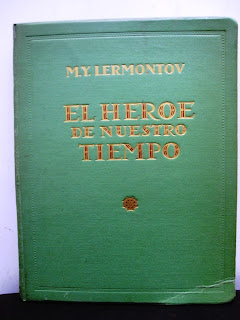 M.Y. LERMONTOV
EL HEROE
DE NUESTRO
TIEMPO